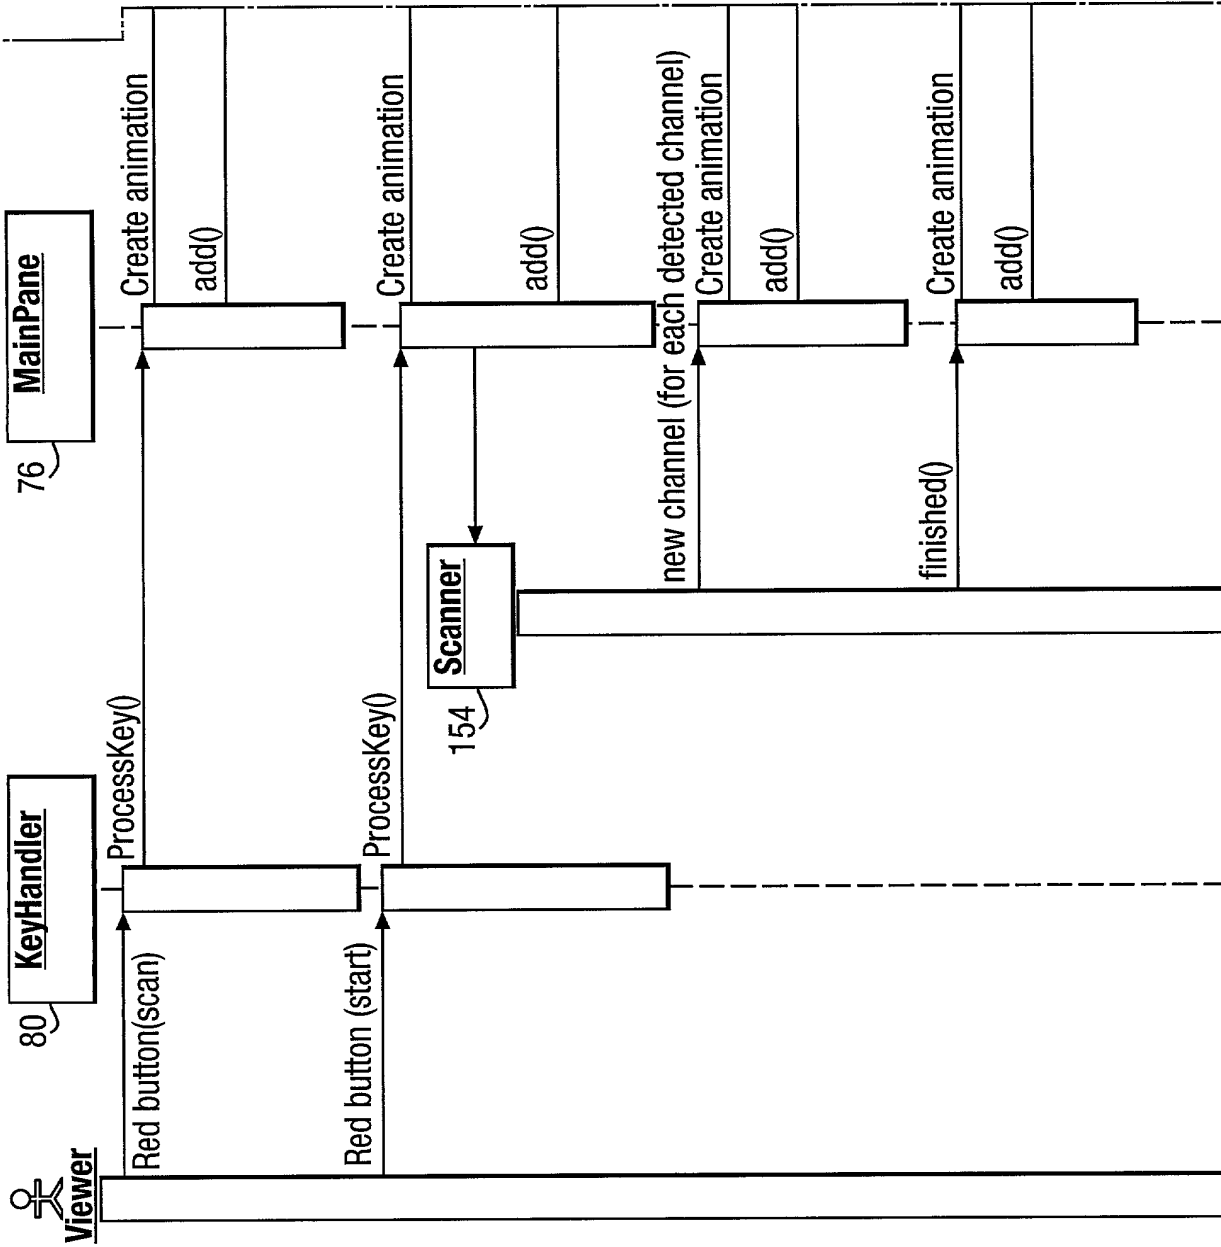 Viewer
KeyHandler
80
MainPane
76
Red button(scan)
ProcessKey()
Create animation
add()
Red button (start)
ProcessKey()
Create animation
Scanner
154
add()
new channel (for each detected channel)
Create animation
add()
finished()
Create animation
add()